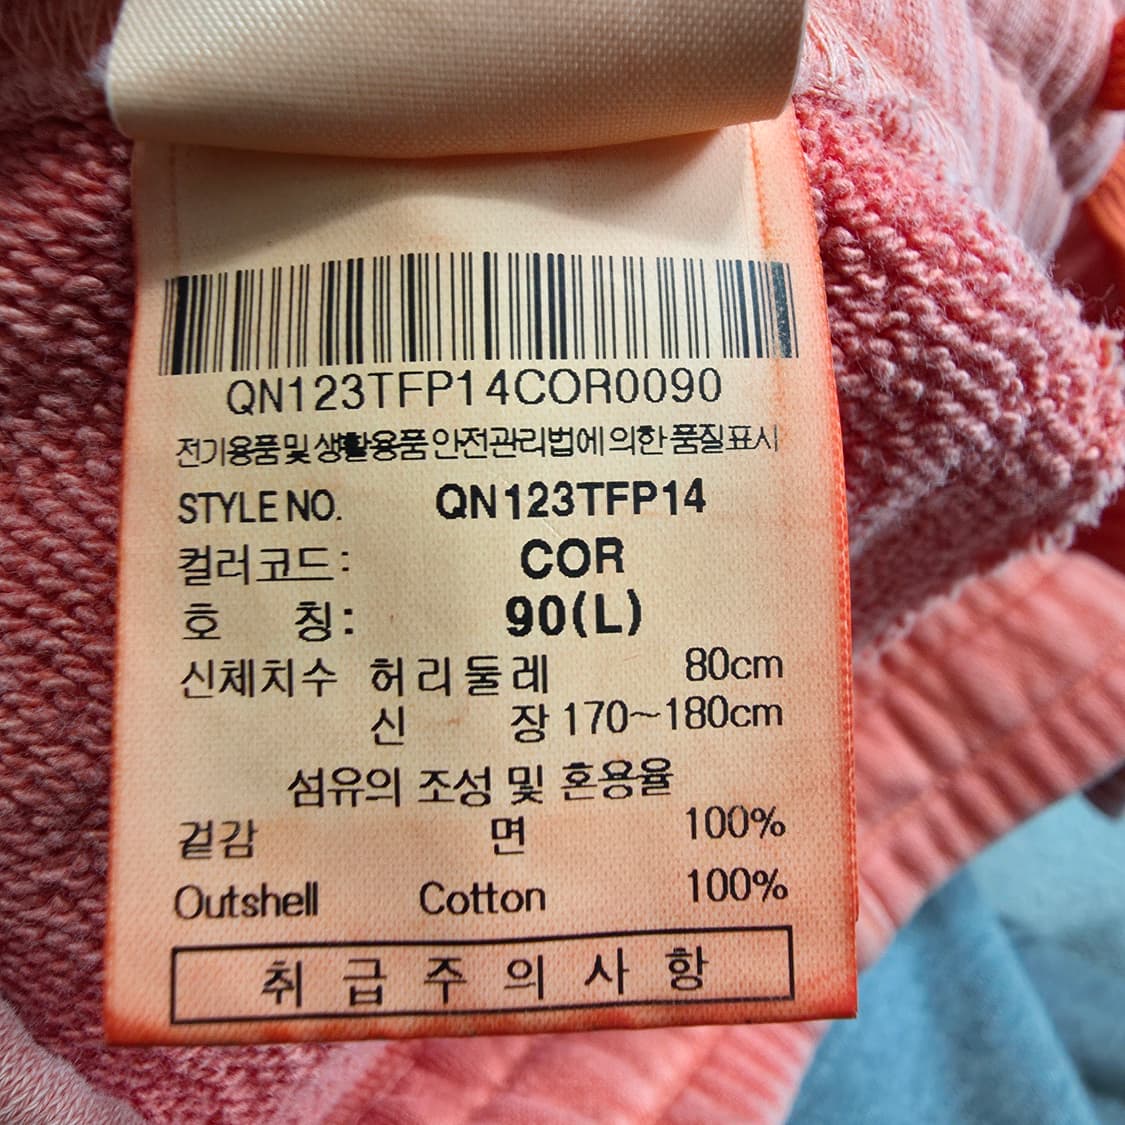 QN123TFP14COR0090
전기용품 및 생활용품 안전관리법에 의한 품질표시
STYLE NO. QN123TFP14
컬러코드: COR
호 칭: 90(L)
신체치수 허리둘레 80cm
신 장 170~180cm
섬유의 조성 및 혼용율
겉감 면 100%
Outshell Cotton 100%
취급주의사항